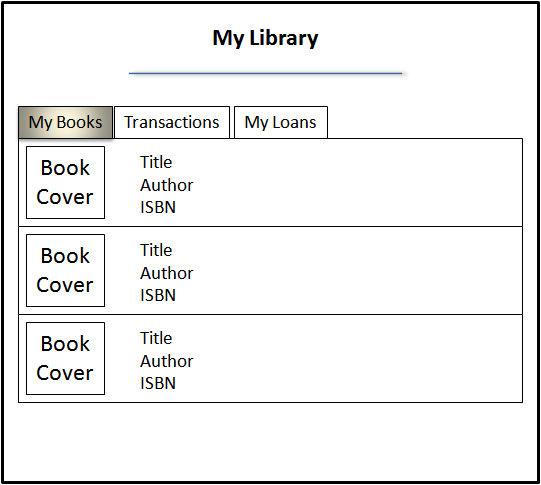 My Library
My Books Transactions My Loans
Book
Cover
Title
Author
ISBN
Book
Cover
Title
Author
ISBN
Book
Cover
Title
Author
ISBN